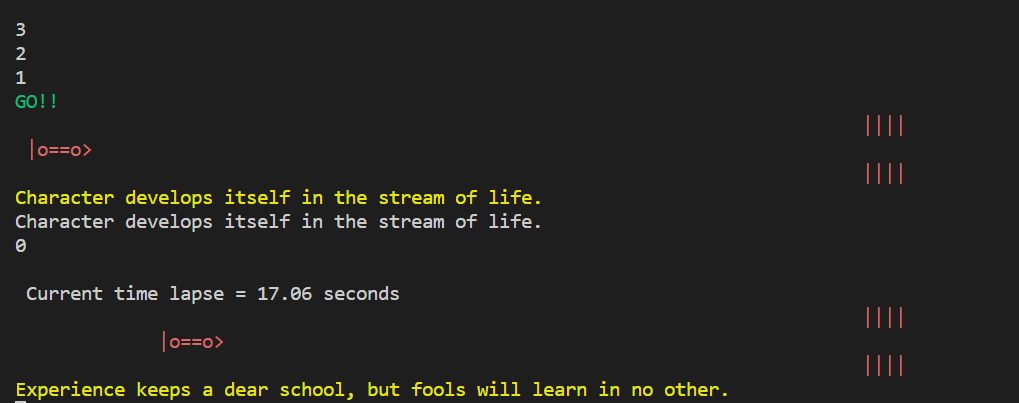 3
2
1
GO!!
||||
|o==o>
||||
Character develops itself in the stream of life.
Character develops itself in the stream of life.
0
Current time lapse = 17.06 seconds
||||
|o==o>
||||
Experience keeps a dear school, but fools will learn in no other.